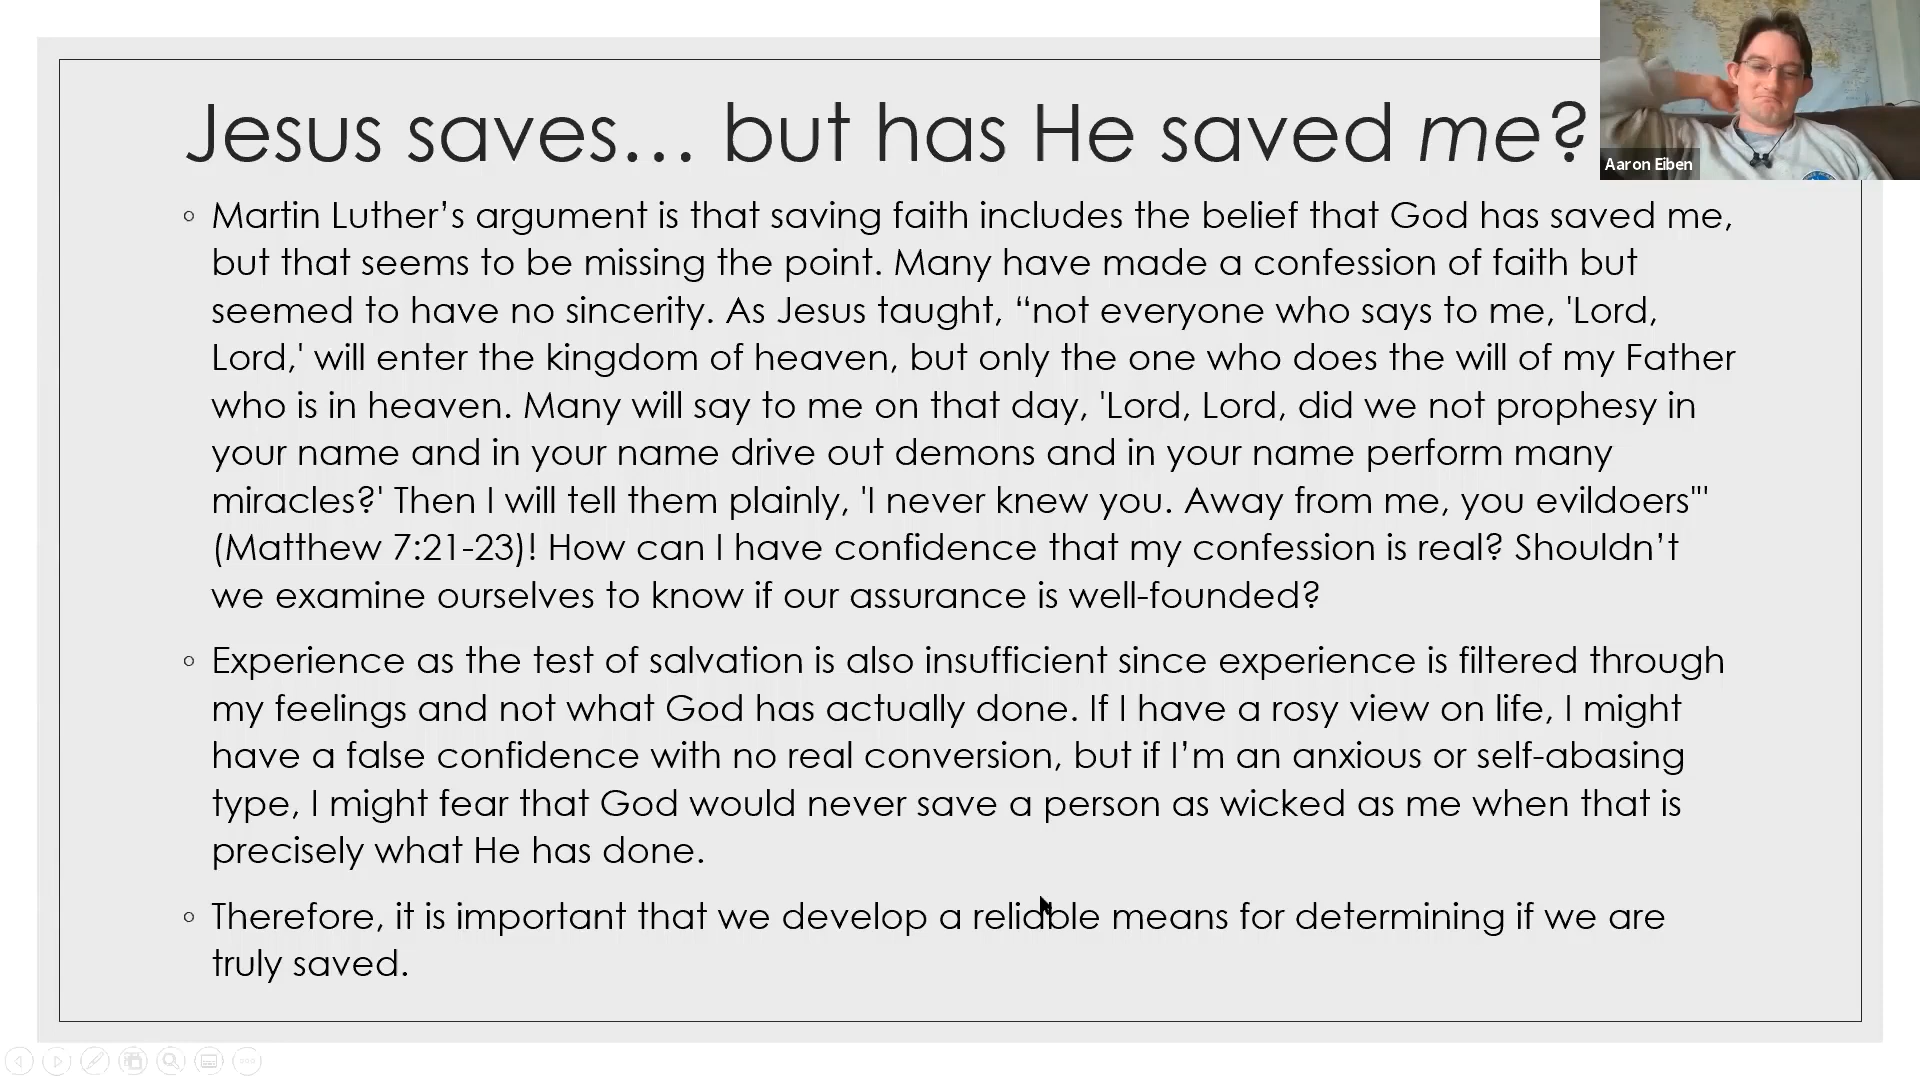 Jesus saves… but has He saved me?
Aaron Eiben
Martin Luther’s argument is that saving faith includes the belief that God has saved me,
but that seems to be missing the point. Many have made a confession of faith but
seemed to have no sincerity. As Jesus taught, “not everyone who says to me, 'Lord,
Lord,' will enter the kingdom of heaven, but only the one who does the will of my Father
who is in heaven. Many will say to me on that day, 'Lord, Lord, did we not prophesy in
your name and in your name drive out demons and in your name perform many
miracles?' Then I will tell them plainly, 'I never knew you. Away from me, you evildoers"'
(Matthew 7:21-23)! How can I have confidence that my confession is real? Shouldn’t
we examine ourselves to know if our assurance is well-founded?
Experience as the test of salvation is also insufficient since experience is filtered through
my feelings and not what God has actually done. If I have a rosy view on life, I might
have a false confidence with no real conversion, but if I’m an anxious or self-abasing
type, I might fear that God would never save a person as wicked as me when that is
precisely what He has done.
Therefore, it is important that we develop a reliable means for determining if we are
truly saved.